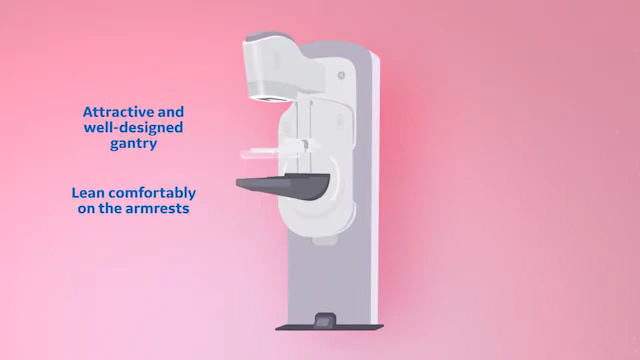 Attractive and
well-designed
gantry
Lean comfortably
on the armrests